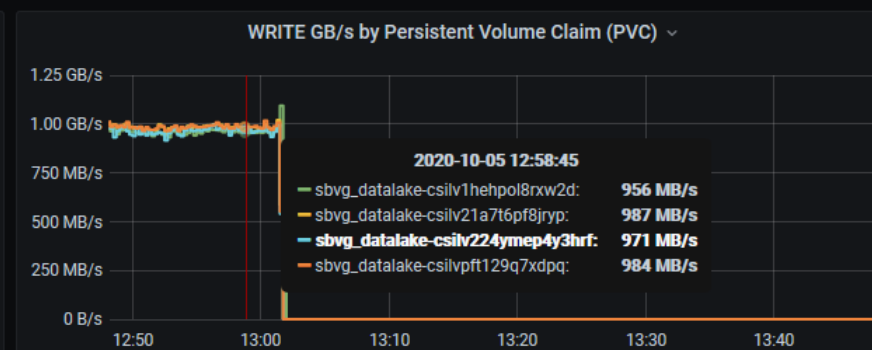 WRITE GB/s by Persistent Volume Claim (PVC)
1.25 GB/s
1.00 GB/s
750 MB/s
500 MB/s
250 MB/s
0 B/s
2020-10-05 12:58:45
sbvg_datalake-csilv1hehpol8rxw2d: 956 MB/s
sbvg_datalake-csilv21a7t6pf8jryp: 987 MB/s
sbvg_datalake-csilv224ymep4y3hrf: 971 MB/s
sbvg_datalake-csilvpft129q7xdpq: 984 MB/s
12:50 13:00 13:10 13:20 13:30 13:40